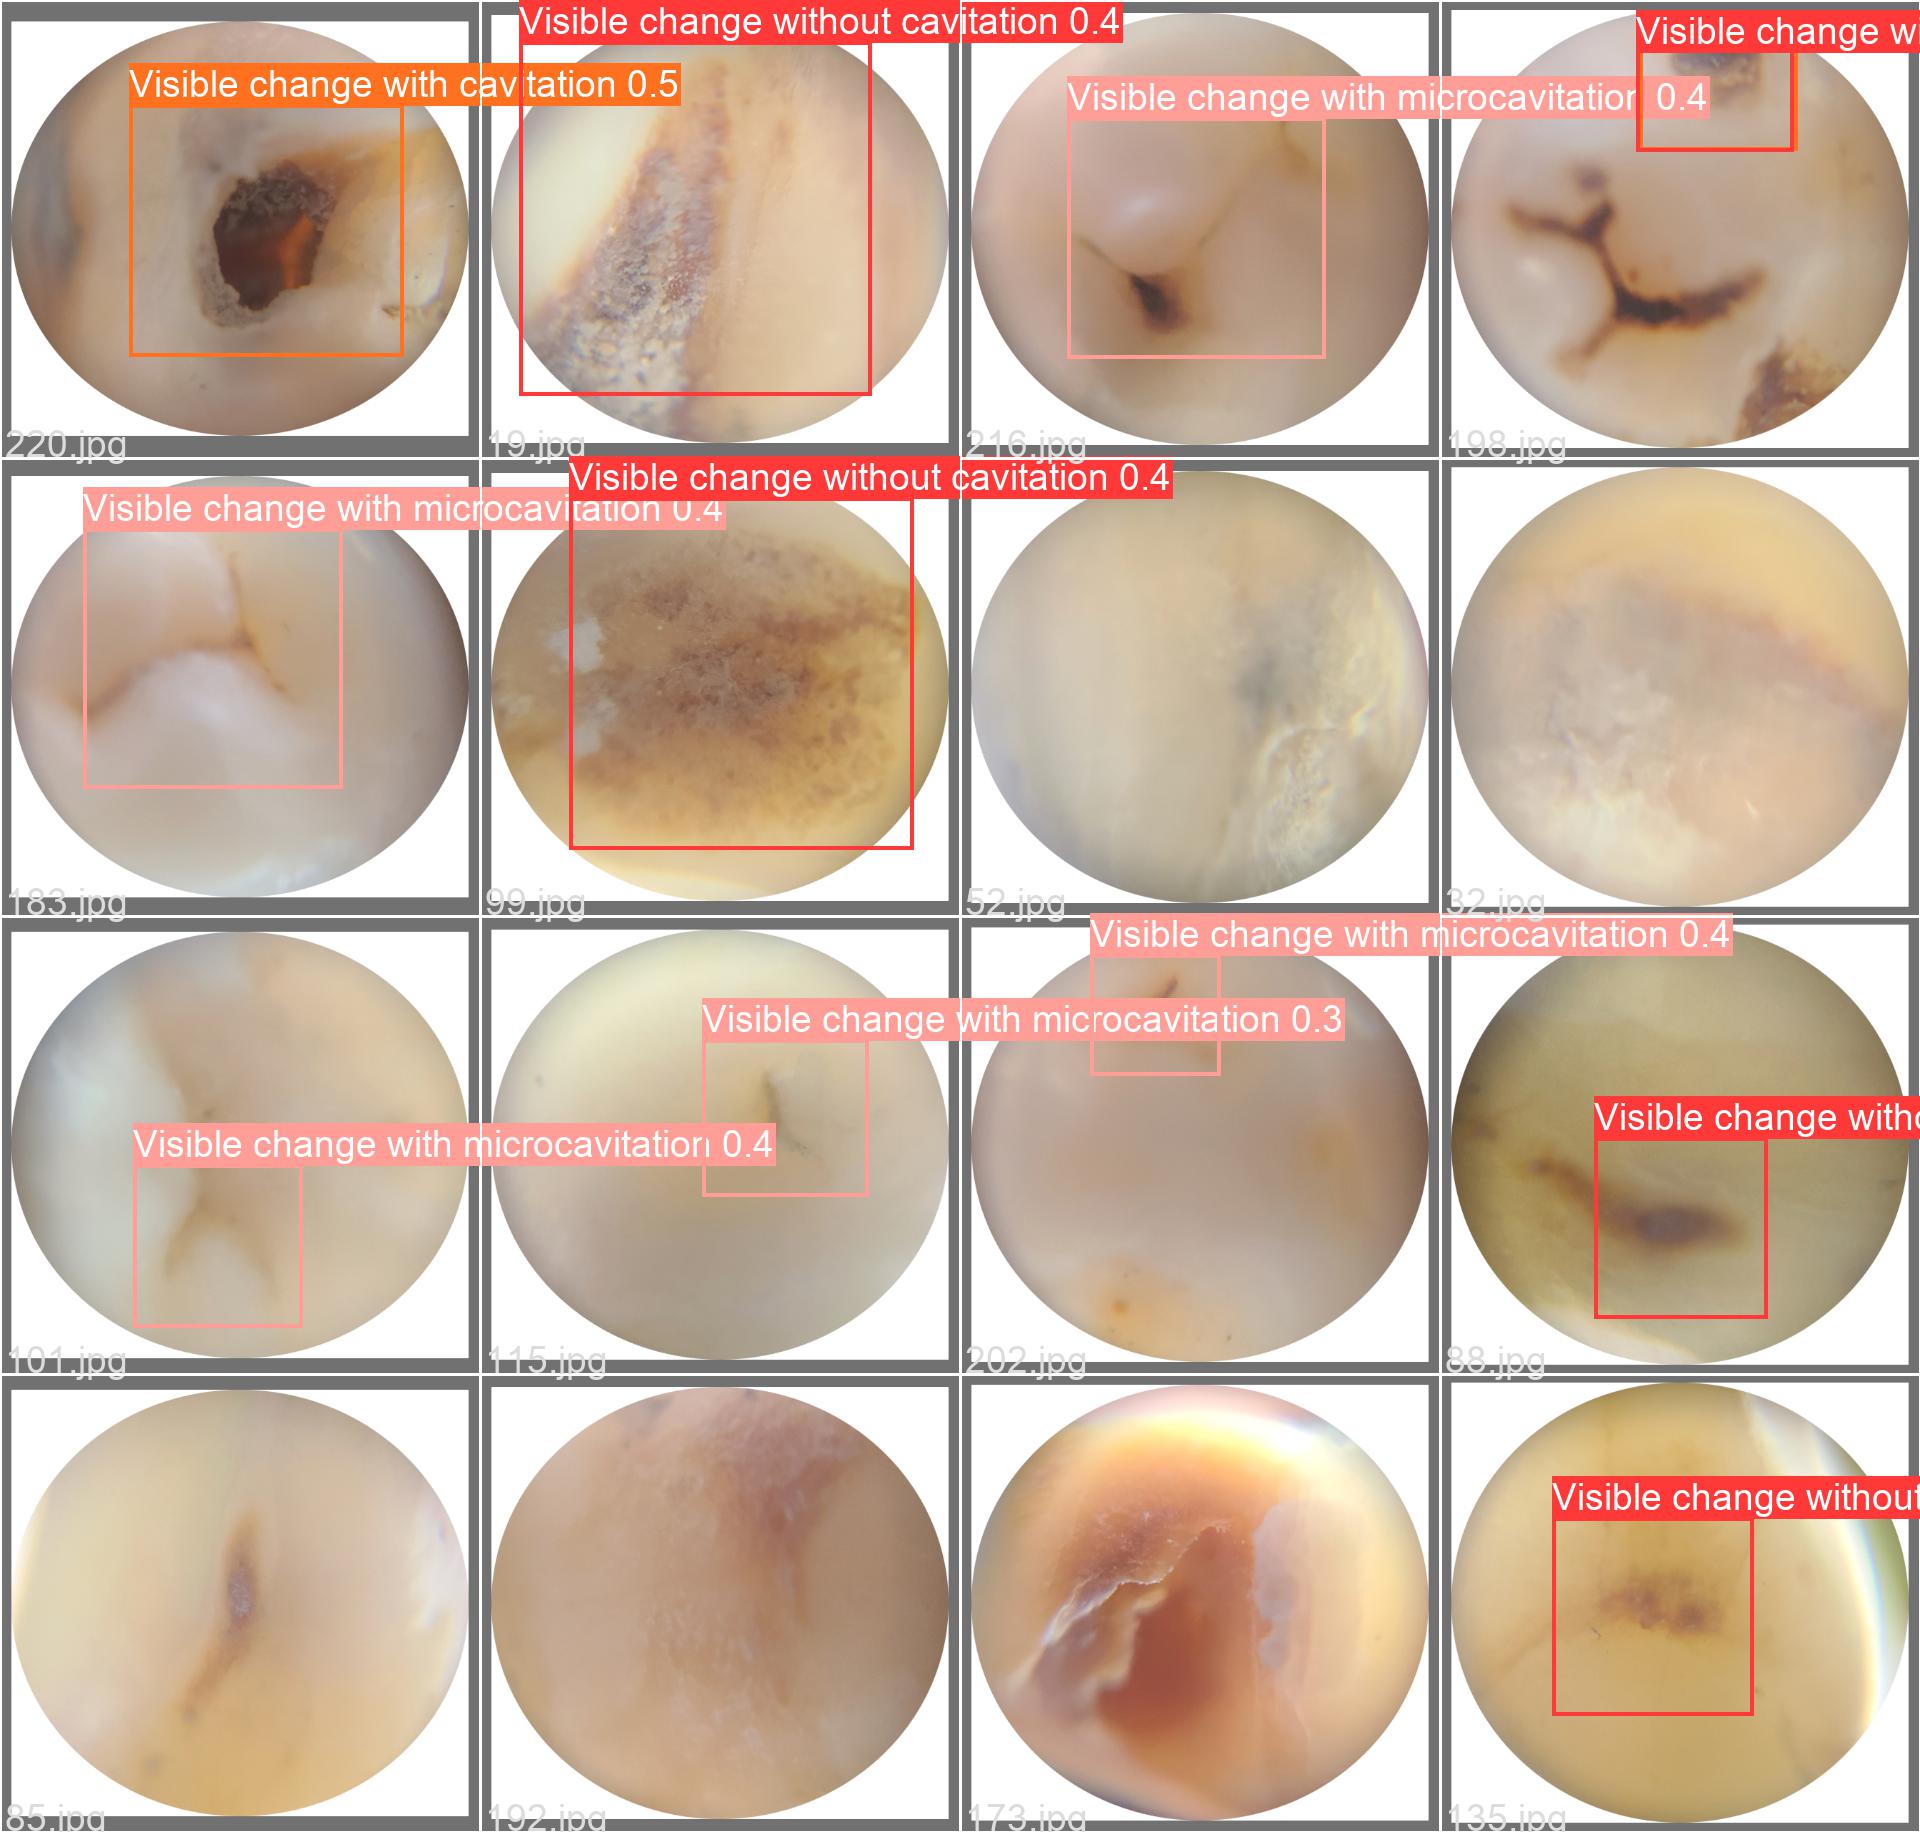 Visible change without cavitation 0.4
Visible change wi
Visible change with cavitation 0.5
Visible change with microcavitation 0.4
220.jpg
19.jpg
216.jpg
198.jpg
Visible change without cavitation 0.4
Visible change with microcavitation 0.4
183.jpg
99.jpg
52.jpg
32.jpg
Visible change with microcavitation 0.4
Visible change with microcavitation 0.3
Visible change witho
Visible change with microcavitation 0.4
101.jpg
115.jpg
202.jpg
88.jpg
Visible change without
85.jpg
192.jpg
173.jpg
135.jpg